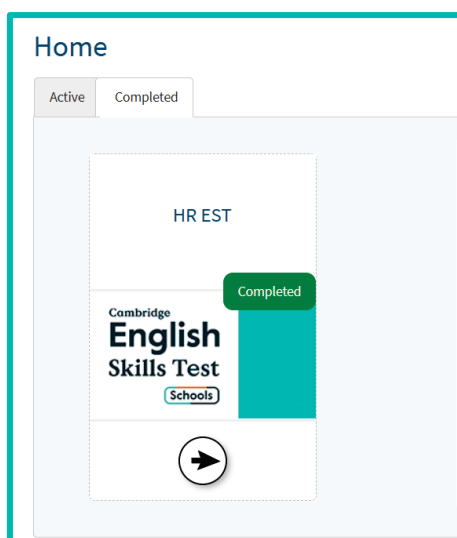 Home
Active
Completed
HR EST
Completed
Cambridge
English
Skills Test
Schools